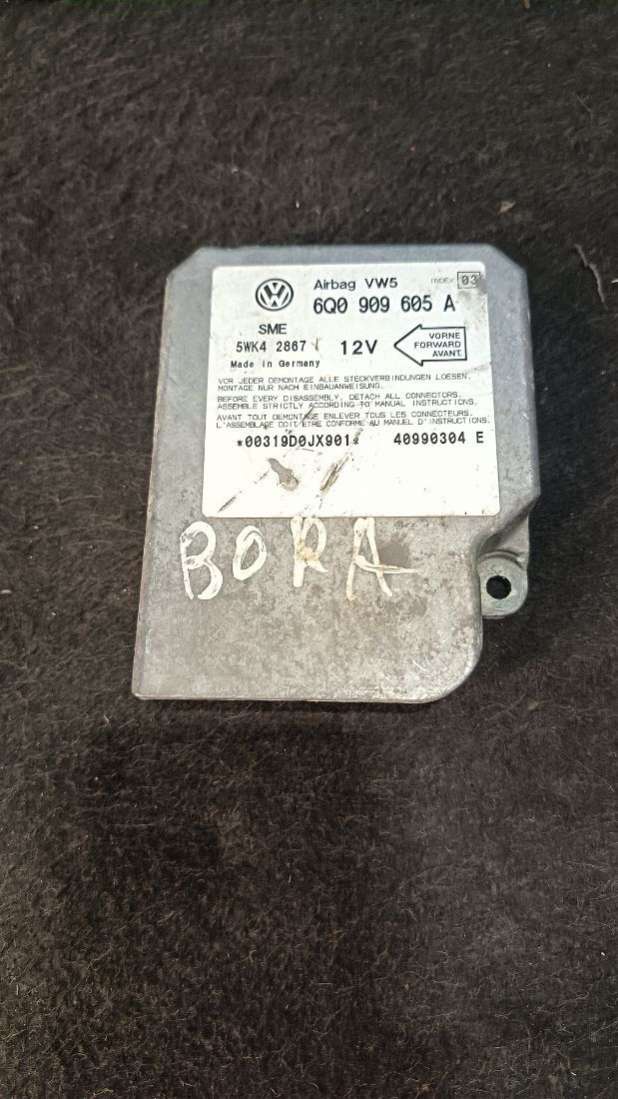 Airbag VW5 INDEX 03
6Q0 909 605 A
SME
5WK4 2867 12V
VORNE
FORWARD
AVANT
Made in Germany
VOR JEDER DEMONTAGE ALLE STECKVERBINDUNGEN LOESEN.
MONTAGE NUR NACH EINBAUANWEISUNG.
BEFORE EVERY DISASSEMBLY, DETACH ALL CONNECTORS.
ASSEMBLE STRICTLY ACCORDING TO MANUAL INSTRUCTIONS.
AVANT TOUT DEMONTAGE ENLEVER TOUS LES CONNECTEURS.
L'ASSEMBLAGE DOIT ETRE CONFORME AU MANUEL D'INSTRUCTIONS.
*00319D0JX901* 40990304 E
BORA